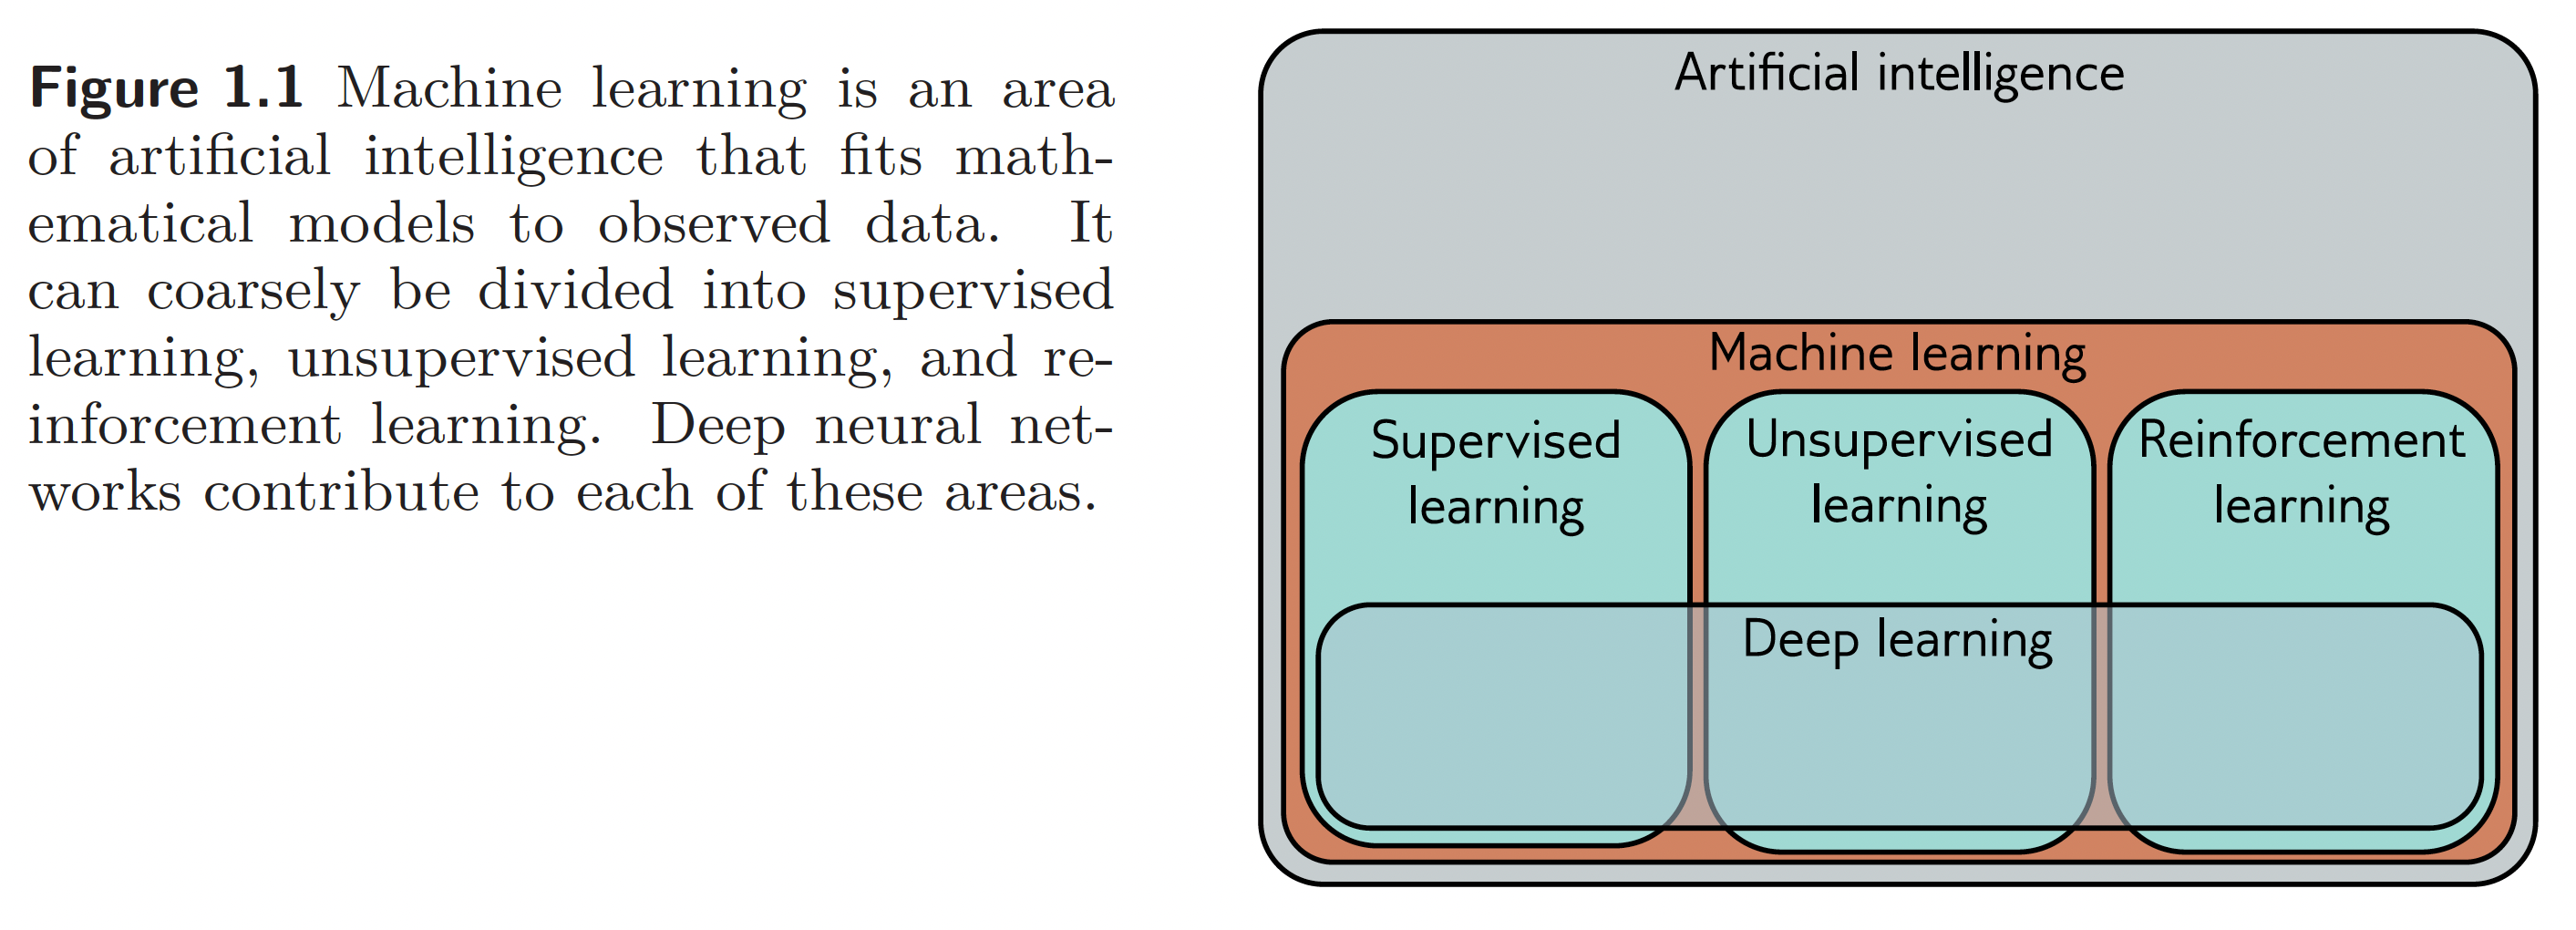 Figure 1.1 Machine learning is an area
of artificial intelligence that fits math-
ematical models to observed data. It
can coarsely be divided into supervised
learning, unsupervised learning, and re-
inforcement learning. Deep neural net-
works contribute to each of these areas.
Artificial intelligence
Machine learning
Supervised
learning
Unsupervised
learning
Reinforcement
learning
Deep learning